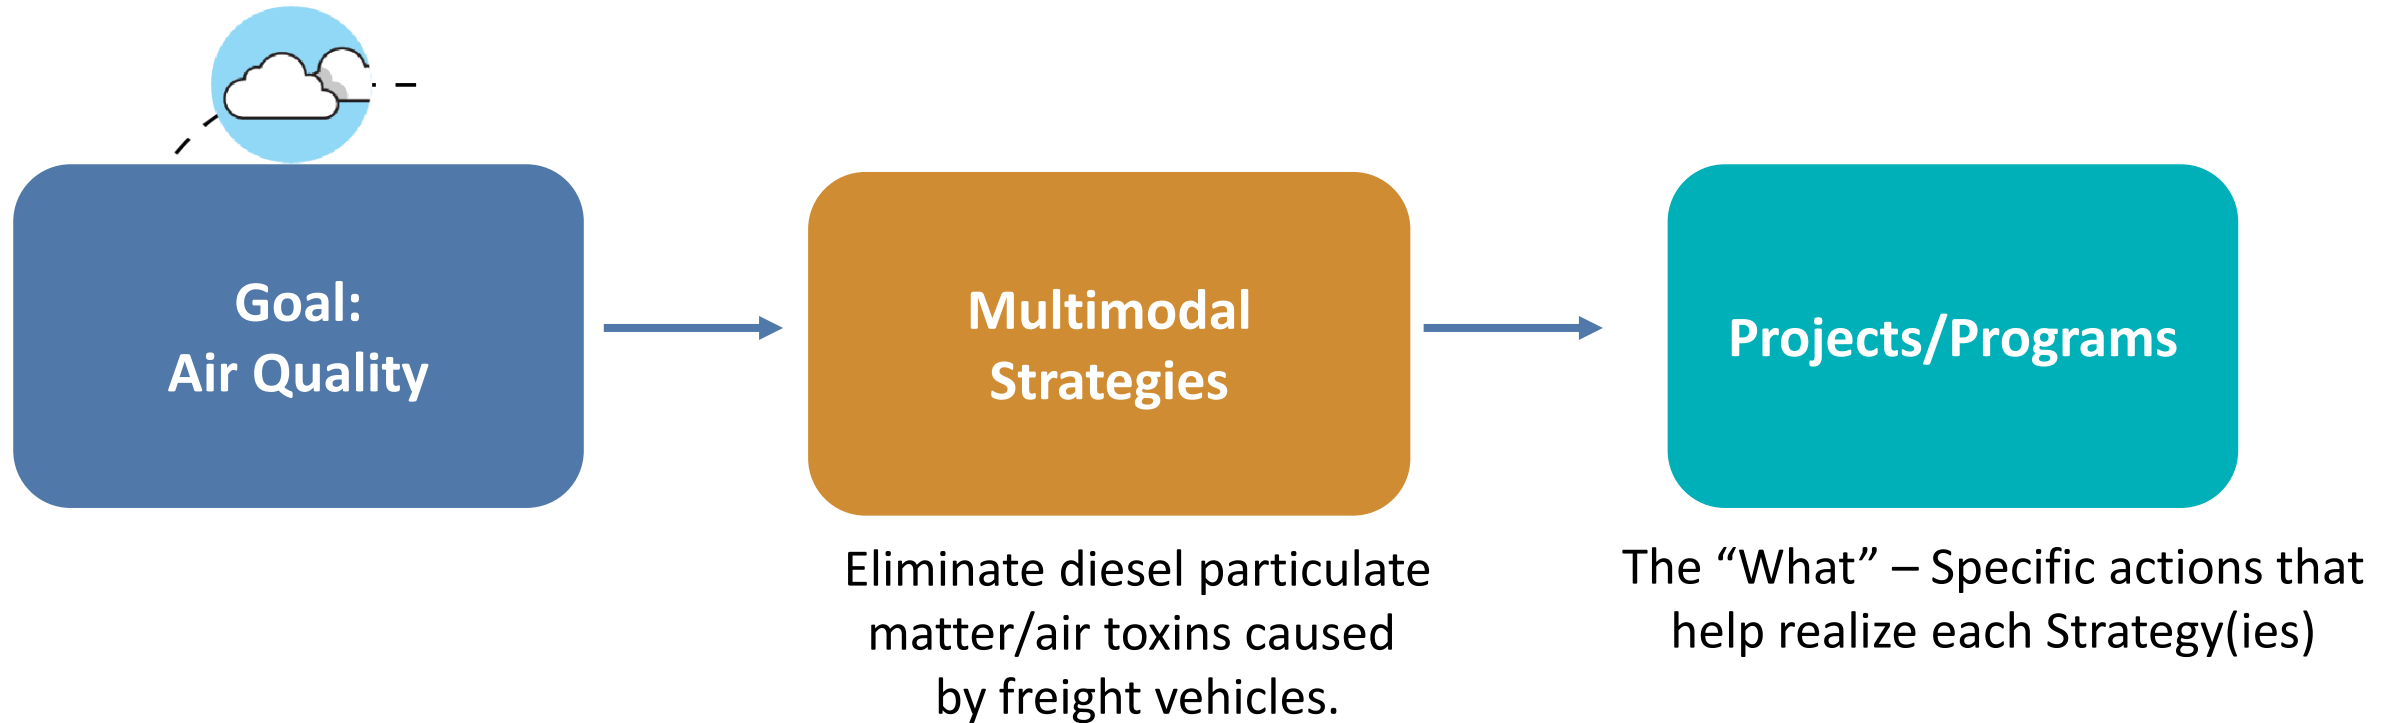 Goal:
Air Quality
Multimodal
Strategies
Projects/Programs
Eliminate diesel particulate
matter/air toxins caused
by freight vehicles.
The “What” – Specific actions that
help realize each Strategy(ies)